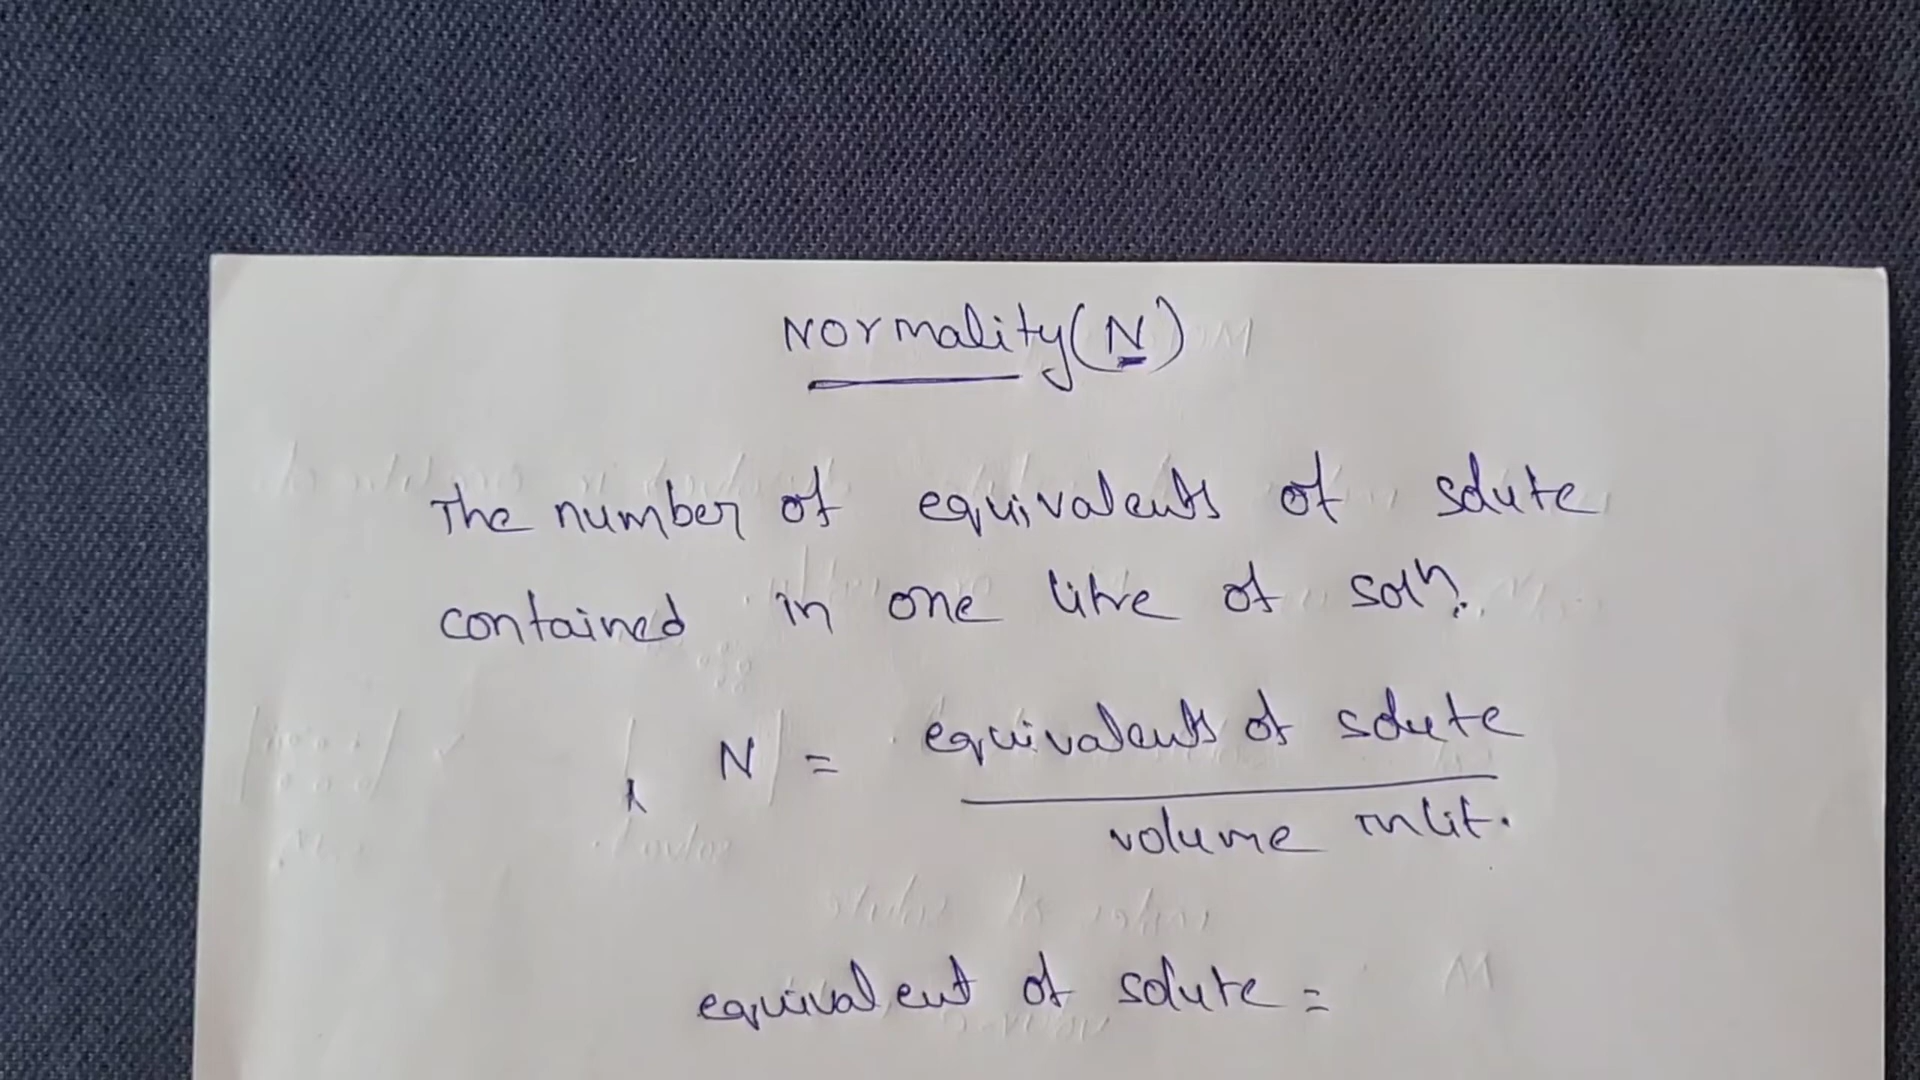 Normality (N)
The number of equivalents of solute
contained in one litre of soln.
N = equivalents of solute
volume in lit.
equivalent of solute =